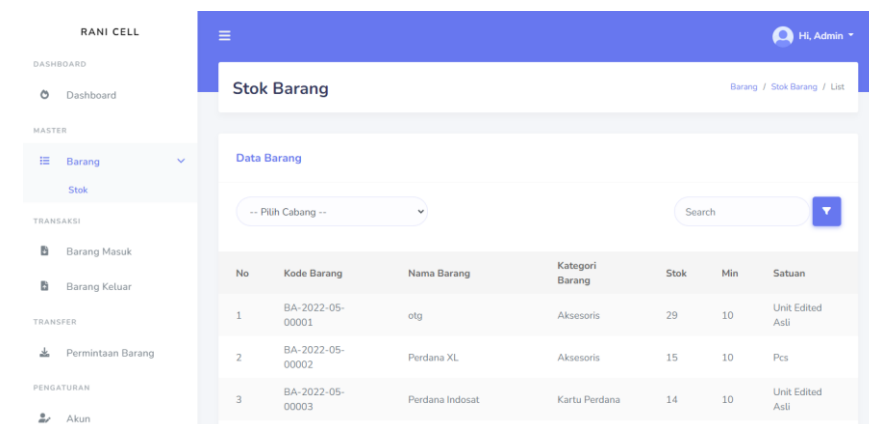 RANI CELL
Hi, Admin
DASHBOARD
Dashboard
MASTER
Barang
Stok
TRANSAKSI
Barang Masuk
Barang Keluar
TRANSFER
Permintaan Barang
PENGATURAN
Akun
Stok Barang
Barang / Stok Barang / List
Data Barang
-- Pilih Cabang --
Search
No Kode Barang Nama Barang Kategori Barang Stok Min Satuan
1 BA-2022-05-00001 otg Aksesoris 29 10 Unit Edited Asli
2 BA-2022-05-00002 Perdana XL Aksesoris 15 10 Pcs
3 BA-2022-05-00003 Perdana Indosat Kartu Perdana 14 10 Unit Edited Asli